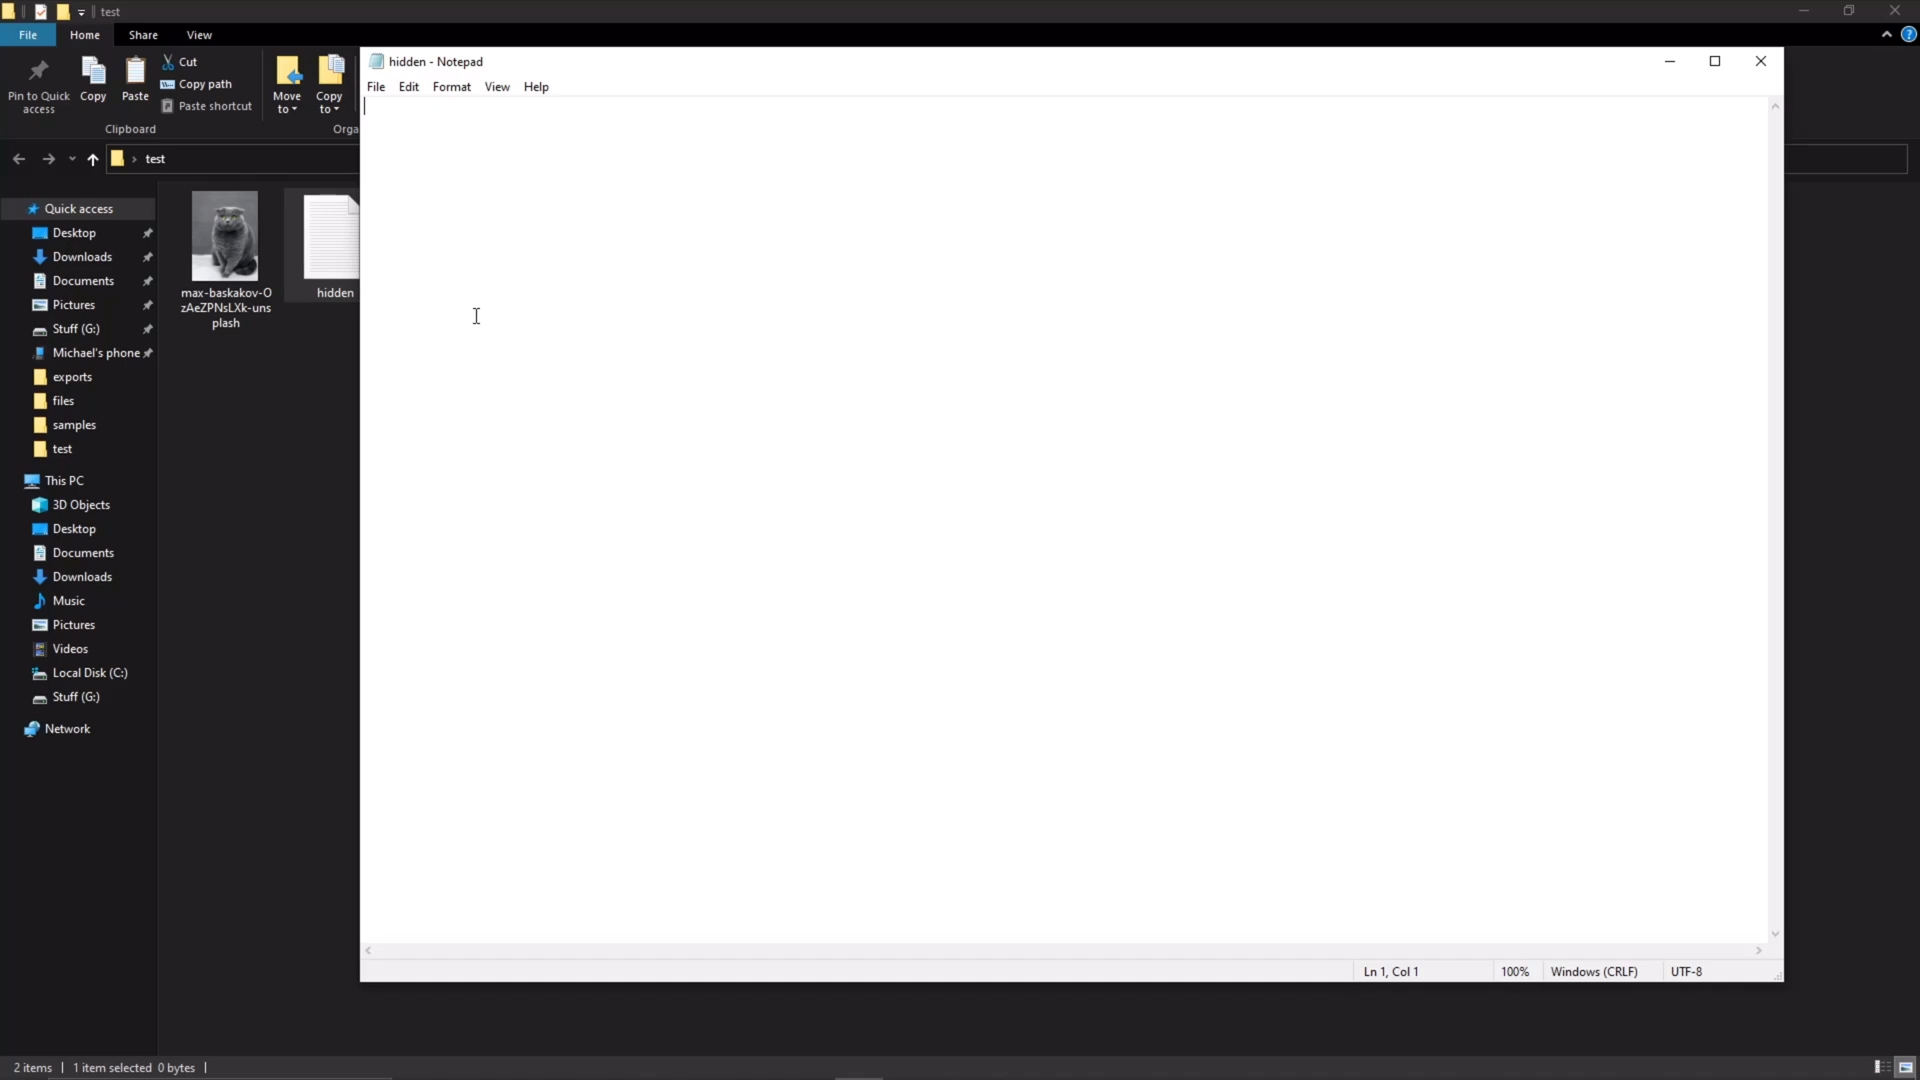 test
File Home Share View
Pin to Quick access
Copy
Paste
Cut
Copy path
Paste shortcut
Clipboard
Move to
Copy to
Orga
test
Quick access
Desktop
Downloads
Documents
Pictures
Stuff (G:)
Michael's phone
exports
files
samples
test
This PC
3D Objects
Desktop
Documents
Downloads
Music
Pictures
Videos
Local Disk (C:)
Stuff (G:)
Network
max-baskakov-O
zAeZPNsLXk-uns
plash
hidden
hidden - Notepad
File Edit Format View Help
Ln 1, Col 1 100% Windows (CRLF) UTF-8
2 items 1 item selected 0 bytes